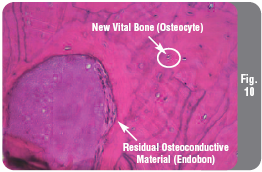 New Vital Bone (Osteocyte)
Fig.
10
Residual Osteoconductive
Material (Endobon)